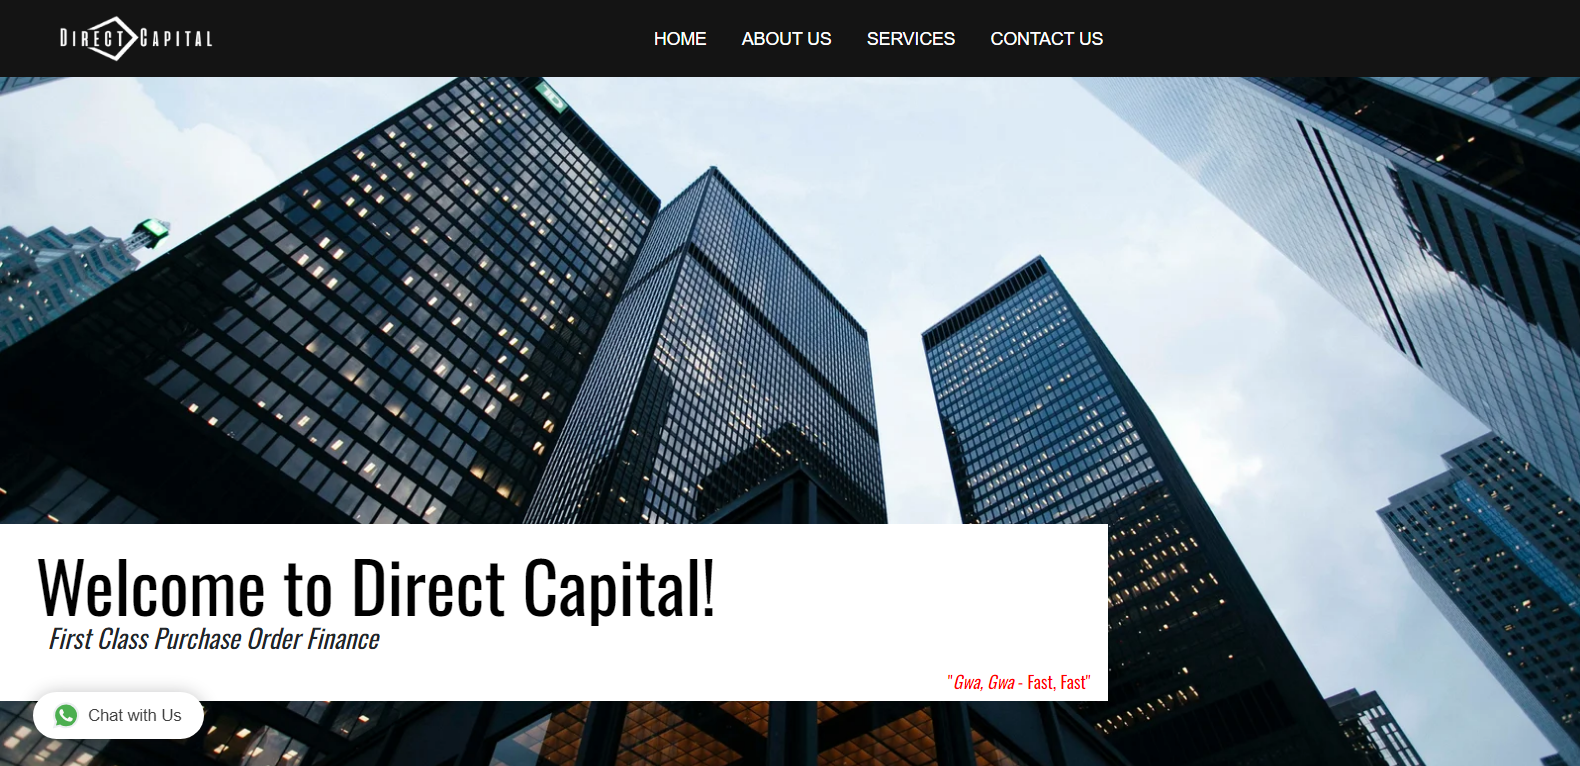 DIRECT CAPITAL
HOME ABOUT US SERVICES CONTACT US
TD
Welcome to Direct Capital!
First Class Purchase Order Finance
"Gwa, Gwa - Fast, Fast"
Chat with Us